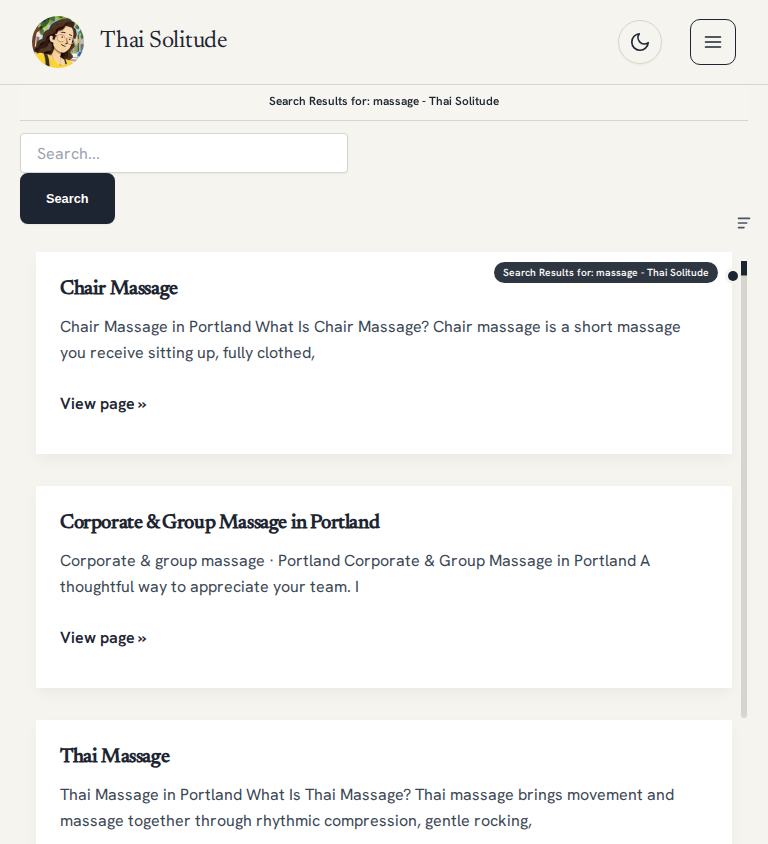 Thai Solitude
Search Results for: massage - Thai Solitude
Search...
Search
Search Results for: massage - Thai Solitude
Chair Massage
Chair Massage in Portland What Is Chair Massage? Chair massage is a short massage
you receive sitting up, fully clothed,
View page »
Corporate & Group Massage in Portland
Corporate & group massage · Portland Corporate & Group Massage in Portland A
thoughtful way to appreciate your team. I
View page »
Thai Massage
Thai Massage in Portland What Is Thai Massage? Thai massage brings movement and
massage together through rhythmic compression, gentle rocking,